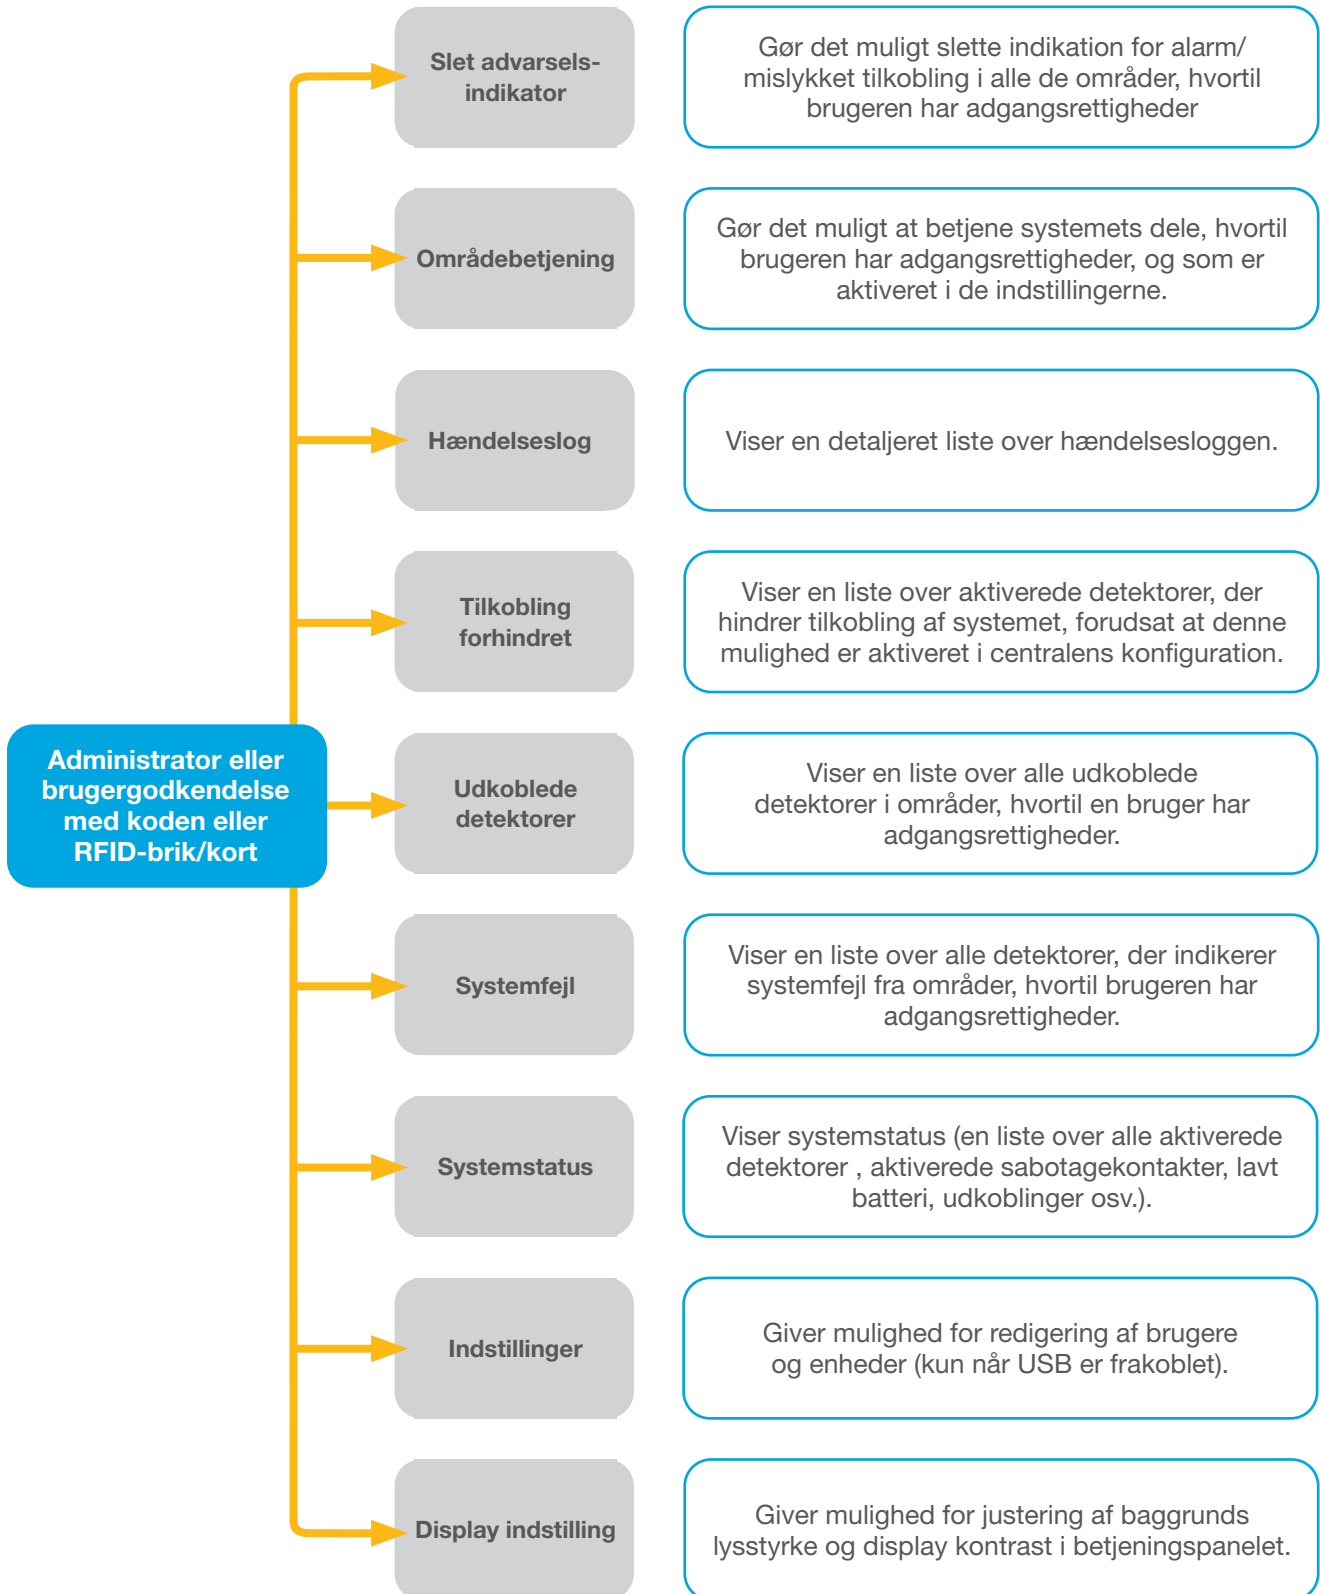 Slet advarsels-
indikator
Gør det muligt slette indikation for alarm/
mislykket tilkobling i alle de områder, hvortil
brugeren har adgangsrettigheder
Områdebetjening
Gør det muligt at betjene systemets dele, hvortil
brugeren har adgangsrettigheder, og som er
aktiveret i de indstillingerne.
Hændelseslog
Viser en detaljeret liste over hændelsesloggen.
Tilkobling
forhindret
Viser en liste over aktiverede detektorer, der
hindrer tilkobling af systemet, forudsat at denne
mulighed er aktiveret i centralens konfiguration.
Administrator eller
brugergodkendelse
med koden eller
RFID-brik/kort
Udkoblede
detektorer
Viser en liste over alle udkoblede
detektorer i områder, hvortil en bruger har
adgangsrettigheder.
Systemfejl
Viser en liste over alle detektorer, der indikerer
systemfejl fra områder, hvortil brugeren har
adgangsrettigheder.
Systemstatus
Viser systemstatus (en liste over alle aktiverede
detektorer , aktiverede sabotagekontakter, lavt
batteri, udkoblinger osv.).
Indstillinger
Giver mulighed for redigering af brugere
og enheder (kun når USB er frakoblet).
Display indstilling
Giver mulighed for justering af baggrunds
lysstyrke og display kontrast i betjeningspanelet.